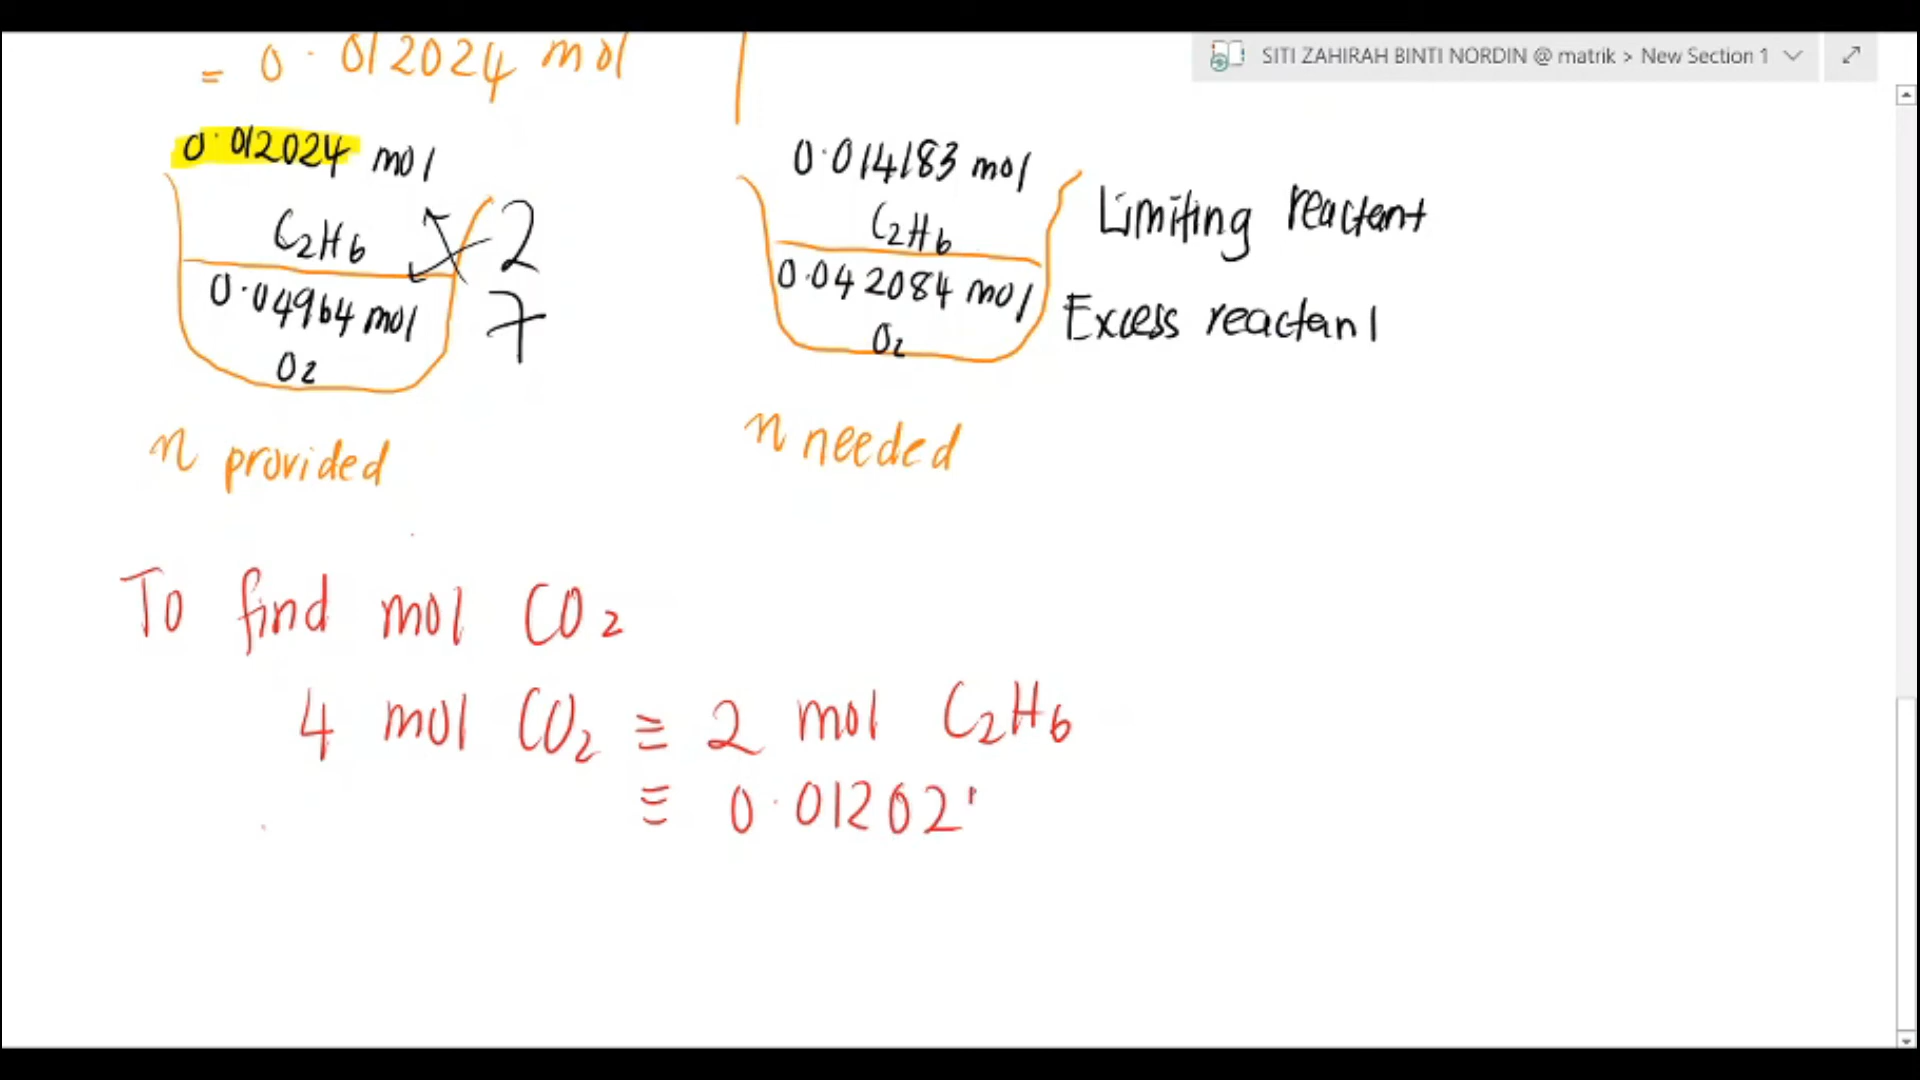 = 0.012024 mol
SITI ZAHIRAH BINTI NORDIN @ matrik > New Section 1
0.012024 mol
C2H6
2
0.04964 mol
7
O2
n provided
0.014183 mol
C2H6
Limiting reactant
0.042084 mol
Excess reactant
O2
n needed
To find mol CO2
4 mol CO2 ≡ 2 mol C2H6
≡ 0.01202